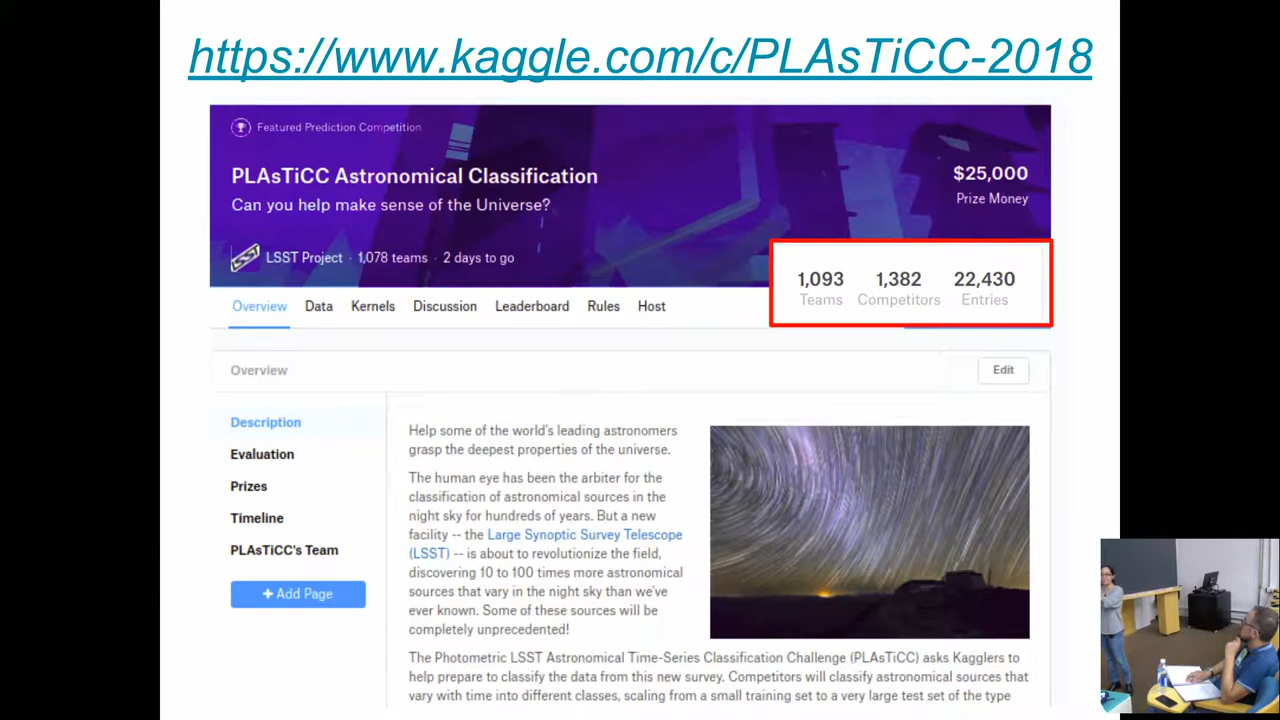 https://www.kaggle.com/c/PLAsTiCC-2018
Featured Prediction Competition
PLAsTiCC Astronomical Classification
Can you help make sense of the Universe?
$25,000
Prize Money
LSST
LSST Project · 1,078 teams · 2 days to go
1,093 1,382 22,430
Teams Competitors Entries
Overview Data Kernels Discussion Leaderboard Rules Host
Overview
Edit
Description
Evaluation
Prizes
Timeline
PLAsTiCC's Team
+ Add Page
Help some of the world's leading astronomers
grasp the deepest properties of the universe.
The human eye has been the arbiter for the
classification of astronomical sources in the
night sky for hundreds of years. But a new
facility -- the Large Synoptic Survey Telescope
(LSST) -- is about to revolutionize the field,
discovering 10 to 100 times more astronomical
sources that vary in the night sky than we've
ever known. Some of these sources will be
completely unprecedented!
The Photometric LSST Astronomical Time-Series Classification Challenge (PLAsTiCC) asks Kagglers to
help prepare to classify the data from this new survey. Competitors will classify astronomical sources that
vary with time into different classes, scaling from a small training set to a very large test set of the type